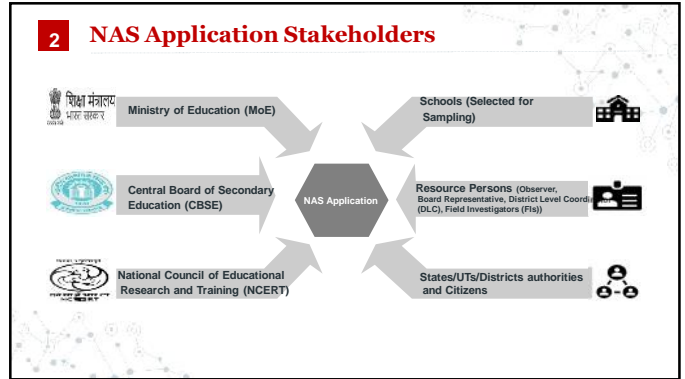 2 NAS Application Stakeholders
शिक्षा मंत्रालय
भारत सरकार
Ministry of Education (MoE)
Central Board of Secondary
Education (CBSE)
National Council of Educational
Research and Training (NCERT)
NAS Application
Schools (Selected for
Sampling)
Resource Persons (Observer,
Board Representative, District Level Coordinator
(DLC), Field Investigators (FIs))
States/UTs/Districts authorities
and Citizens